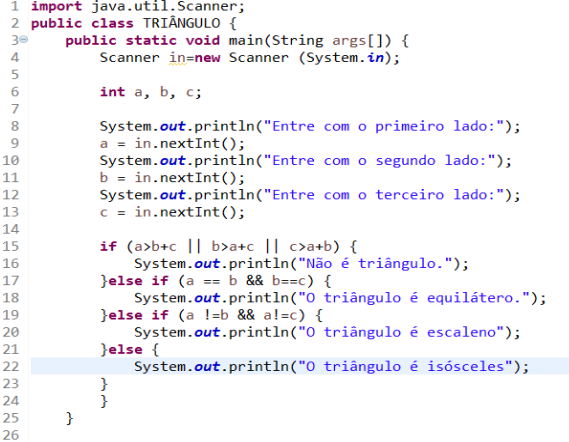 1 import java.util.Scanner;
2 public class TRIÂNGULO {
3 public static void main(String args[]) {
4 Scanner in=new Scanner (System.in);
5
6 int a, b, c;
7
8 System.out.println("Entre com o primeiro lado:");
9 a = in.nextInt();
10 System.out.println("Entre com o segundo lado:");
11 b = in.nextInt();
12 System.out.println("Entre com o terceiro lado:");
13 c = in.nextInt();
14
15 if (a>b+c || b>a+c || c>a+b) {
16 System.out.println("Não é triângulo.");
17 }else if (a == b && b==c) {
18 System.out.println("O triângulo é equilátero.");
19 }else if (a !=b && a!=c) {
20 System.out.println("O triângulo é escaleno");
21 }else {
22 System.out.println("O triângulo é isósceles");
23 }
24 }
25 }
26